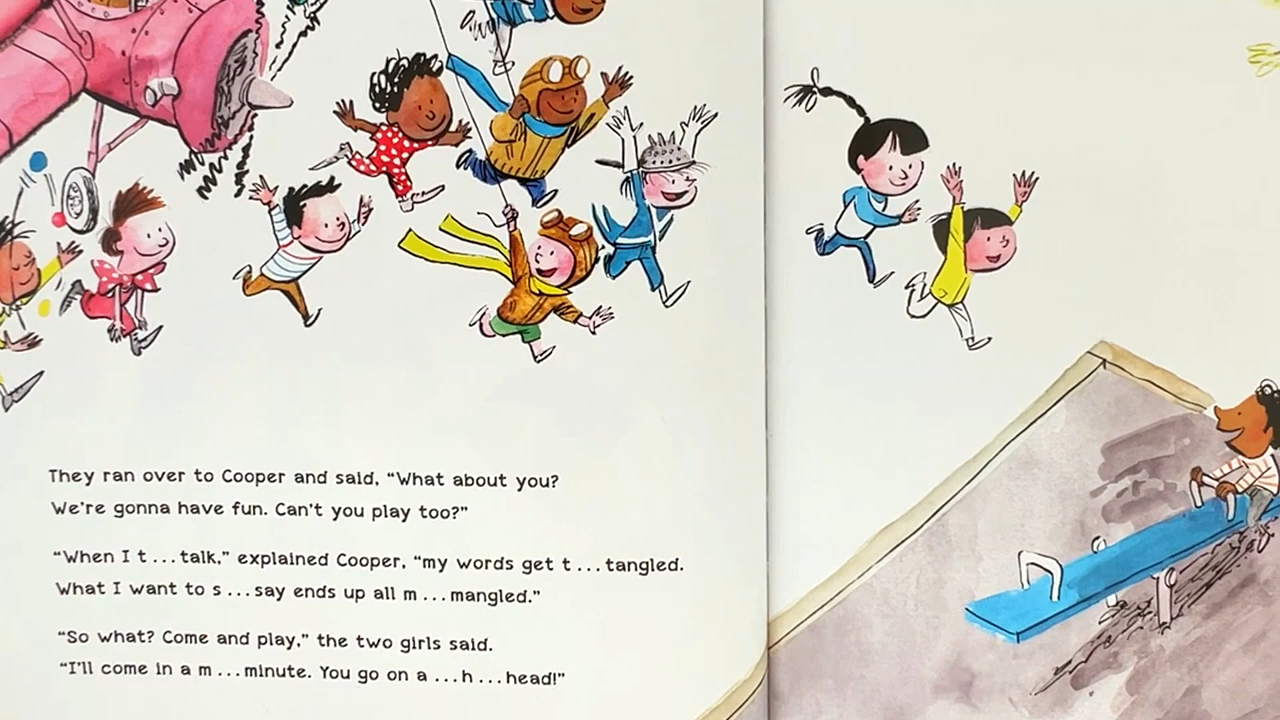 They ran over to Cooper and said, “What about you?
We’re gonna have fun. Can’t you play too?”
“When I t...talk,” explained Cooper, “my words get t...tangled.
What I want to s...say ends up all m...mangled.”
“So what? Come and play,” the two girls said.
“I’ll come in a m...minute. You go on a...h...head!”